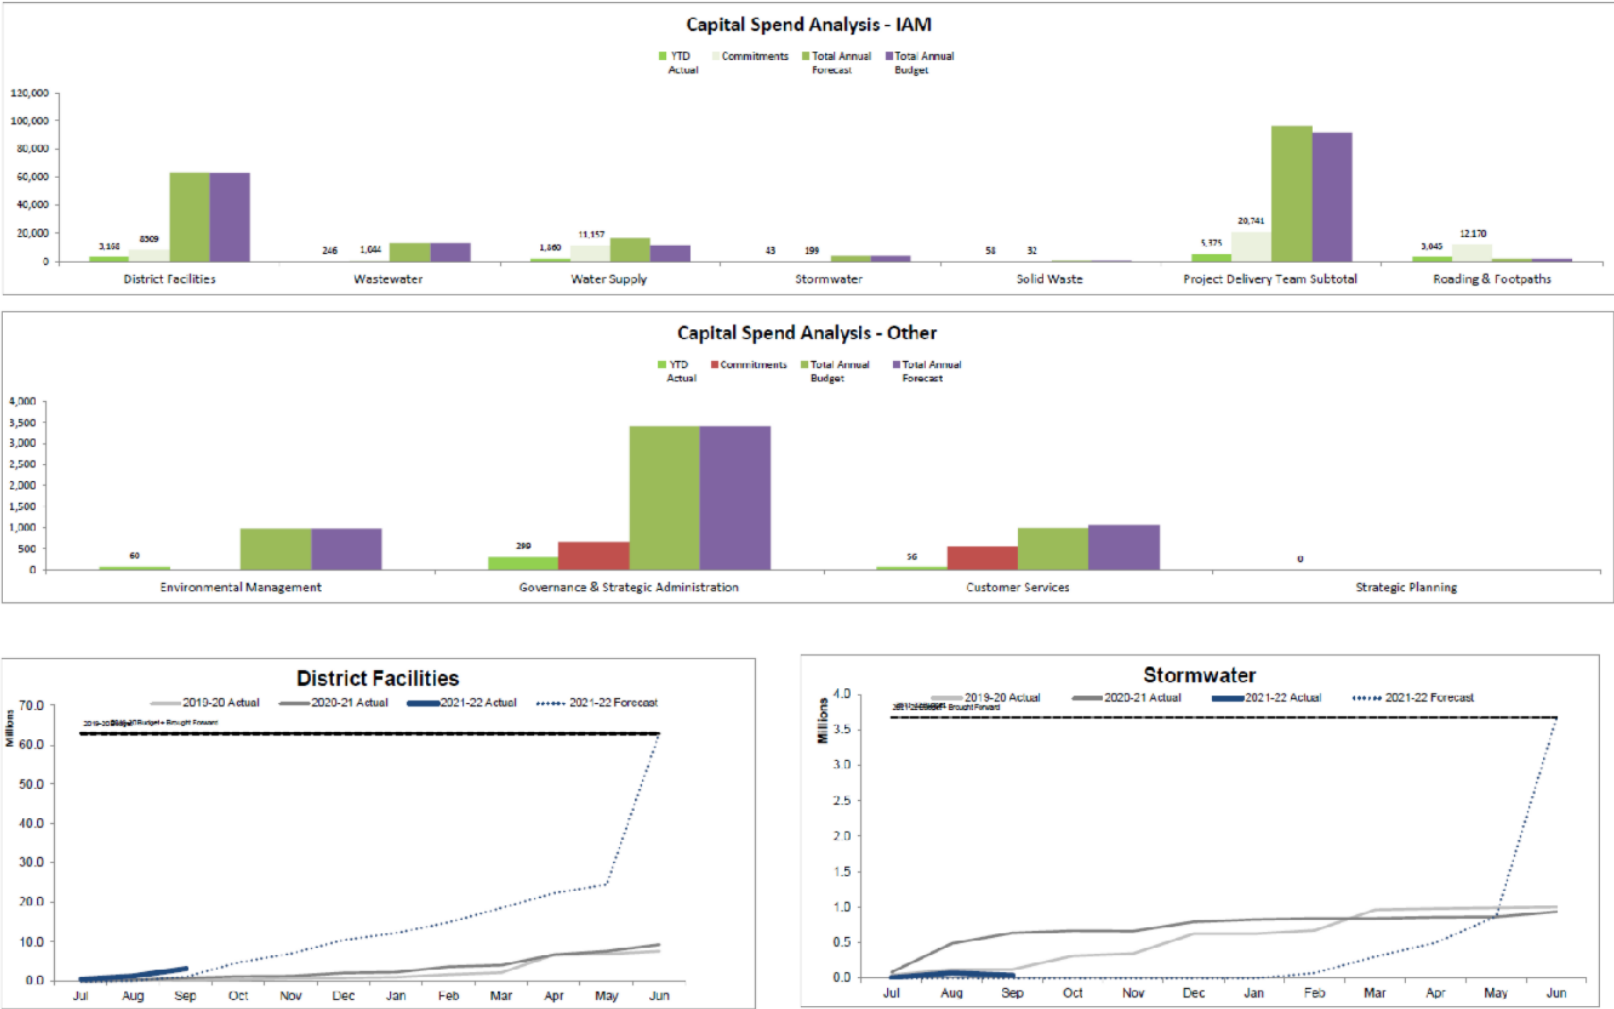 Capital Spend Analysis - IAM
YTD Actual Commitments Total Annual Forecast Total Annual Budget
120,000
100,000
80,000
60,000
40,000
20,000
0
3,168 8309 246 1,044 1,860 11,157 43 199 58 32 5,375 20,741 3,045 12,170
District Facilities Wastewater Water Supply Stormwater Solid Waste Project Delivery Team Subtotal Roading & Footpaths
Capital Spend Analysis - Other
YTD Actual Commitments Total Annual Budget Total Annual Forecast
4,000
3,500
3,000
2,500
2,000
1,500
1,000
500
0
60 299 56 0
Environmental Management Governance & Strategic Administration Customer Services Strategic Planning
District Facilities
2019-20 Actual 2020-21 Actual 2021-22 Actual 2021-22 Forecast
Millions
70.0
60.0
50.0
40.0
30.0
20.0
10.0
0.0
Budget + Brought Forward
Jul Aug Sep Oct Nov Dec Jan Feb Mar Apr May Jun
Stormwater
2019-20 Actual 2020-21 Actual 2021-22 Actual 2021-22 Forecast
Millions
4.0
3.5
3.0
2.5
2.0
1.5
1.0
0.5
0.0
Brought Forward
Jul Aug Sep Oct Nov Dec Jan Feb Mar Apr May Jun